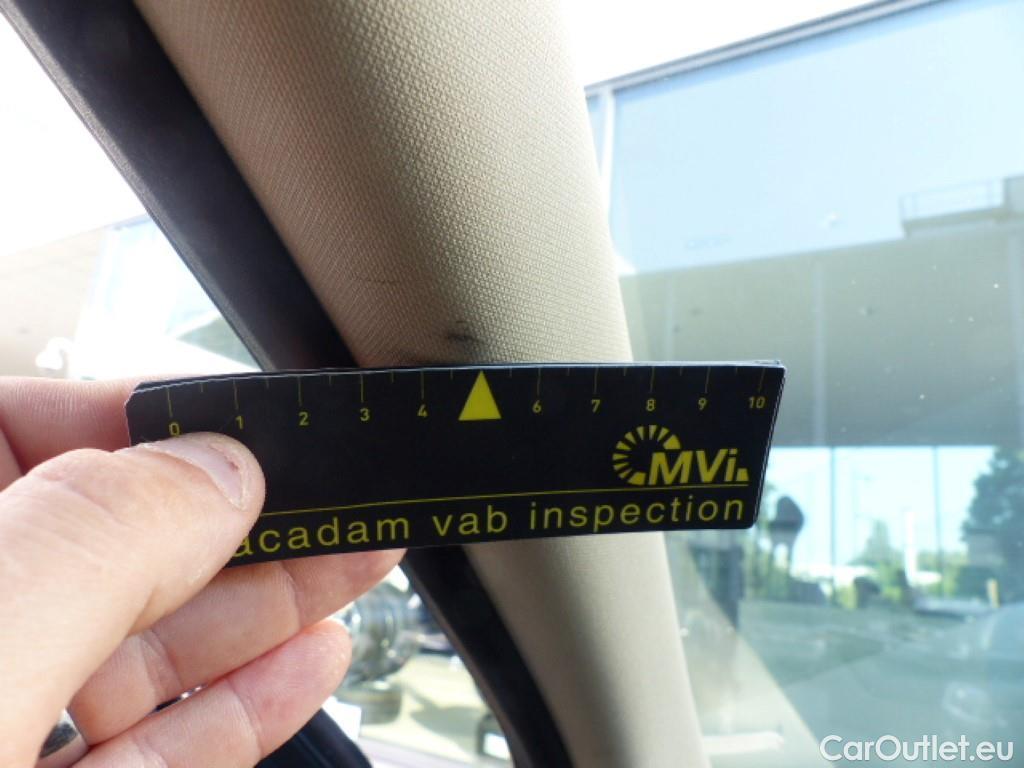 0 1 2 3 4 6 7 8 9 10
MVi
acadam vab inspection
CarOutlet.eu